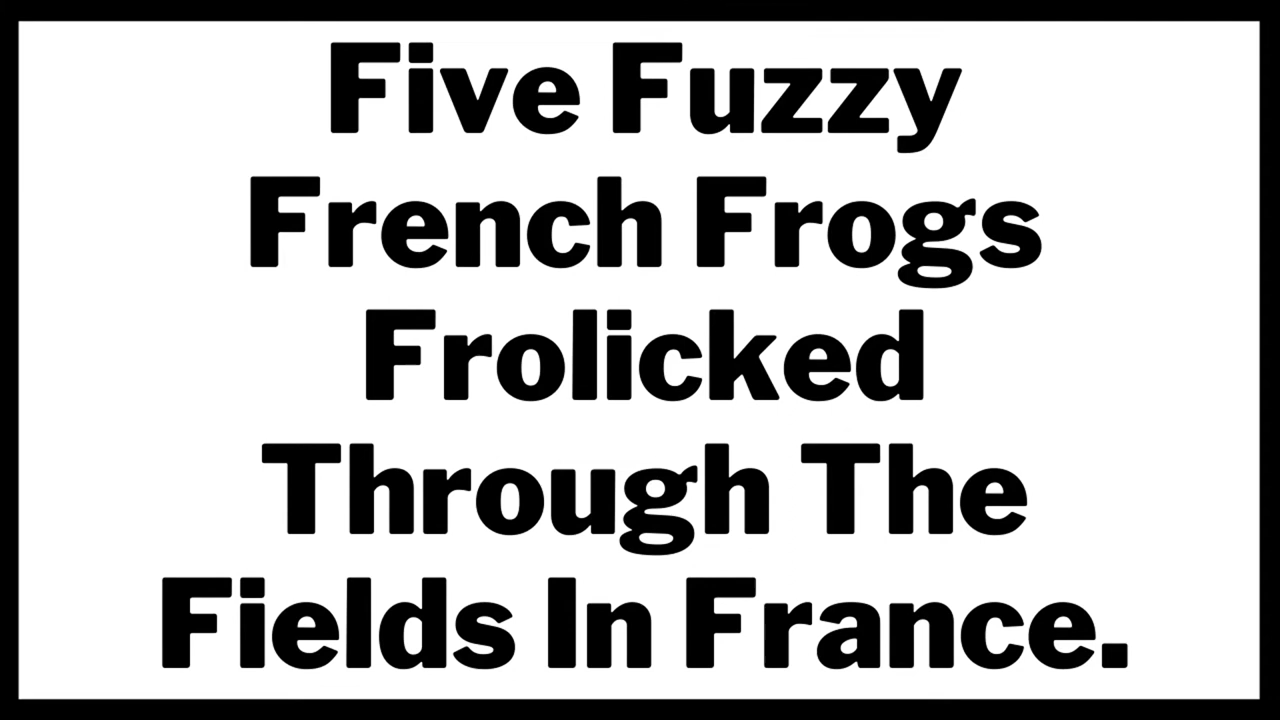 Five Fuzzy
French Frogs
Frolicked
Through The
Fields In France.